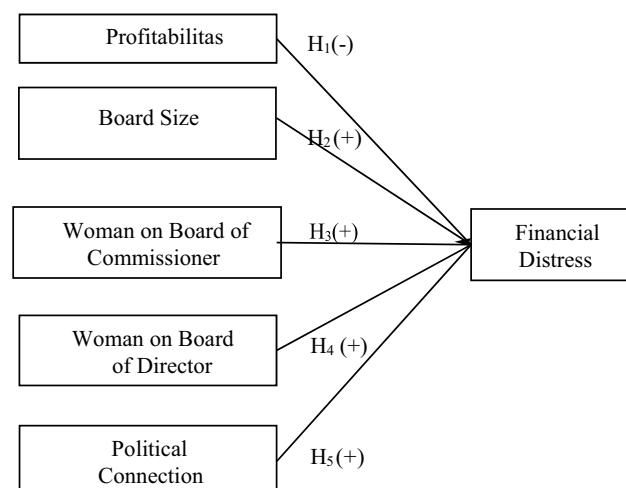 Profitabilitas
H₁(-)
Board Size
H₂(+)
Woman on Board of
Commissioner
H₃(+)
Financial
Distress
Woman on Board
of Director
H₄ (+)
Political
Connection
H₅(+)